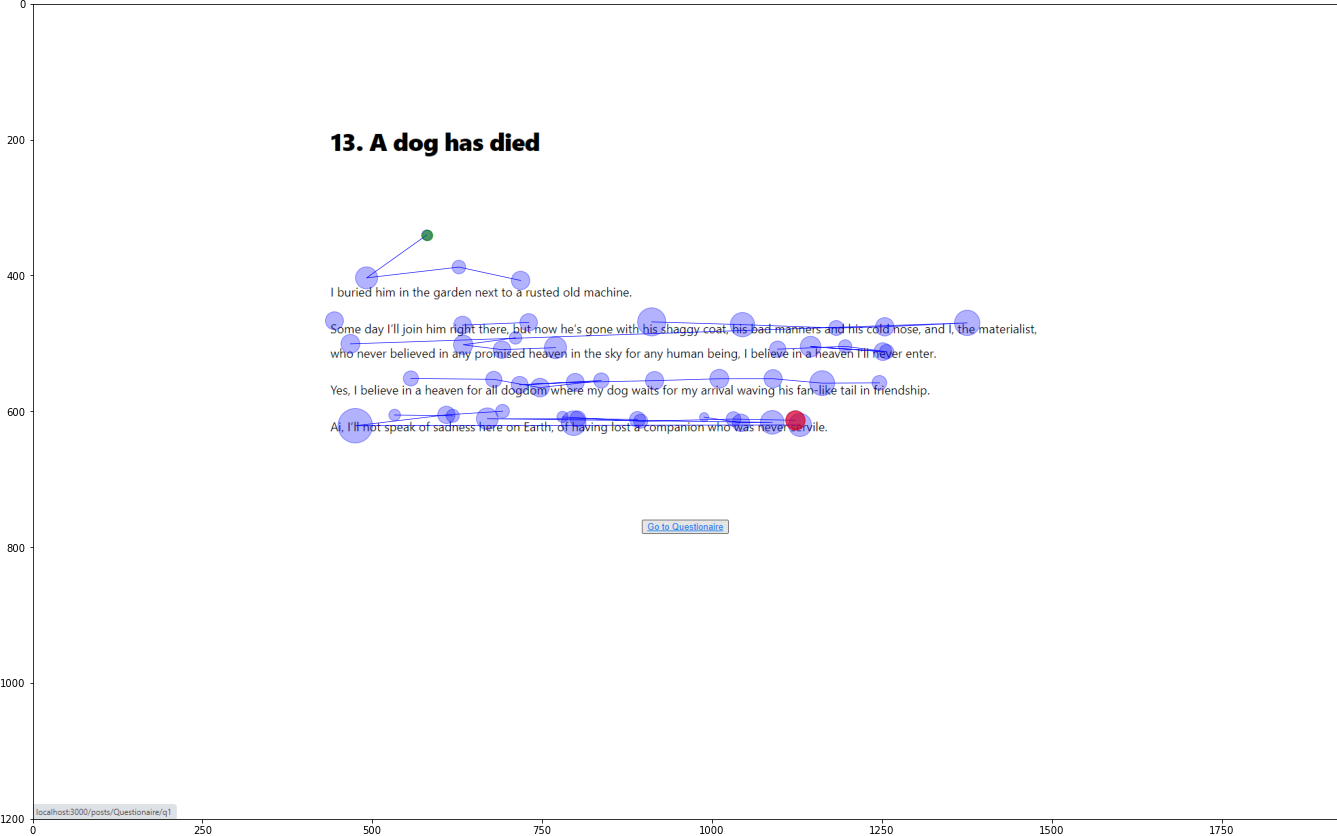 0
200
13. A dog has died
400
I buried him in the garden next to a rusted old machine.
Some day I'll join him right there, but now he's gone with his shaggy coat, his bad manners and his cold nose, and I, the materialist,
who never believed in any promised heaven in the sky for any human being, I believe in a heaven I'll never enter.
Yes, I believe in a heaven for all dogdom where my dog waits for my arrival waving his fan-like tail in friendship.
600
Ai, I'll not speak of sadness here on Earth, of having lost a companion who was never servile.
Go to Questionaire
800
1000
localhost:3000/posts/Questionaire/q1
1200
0 250 500 750 1000 1250 1500 1750